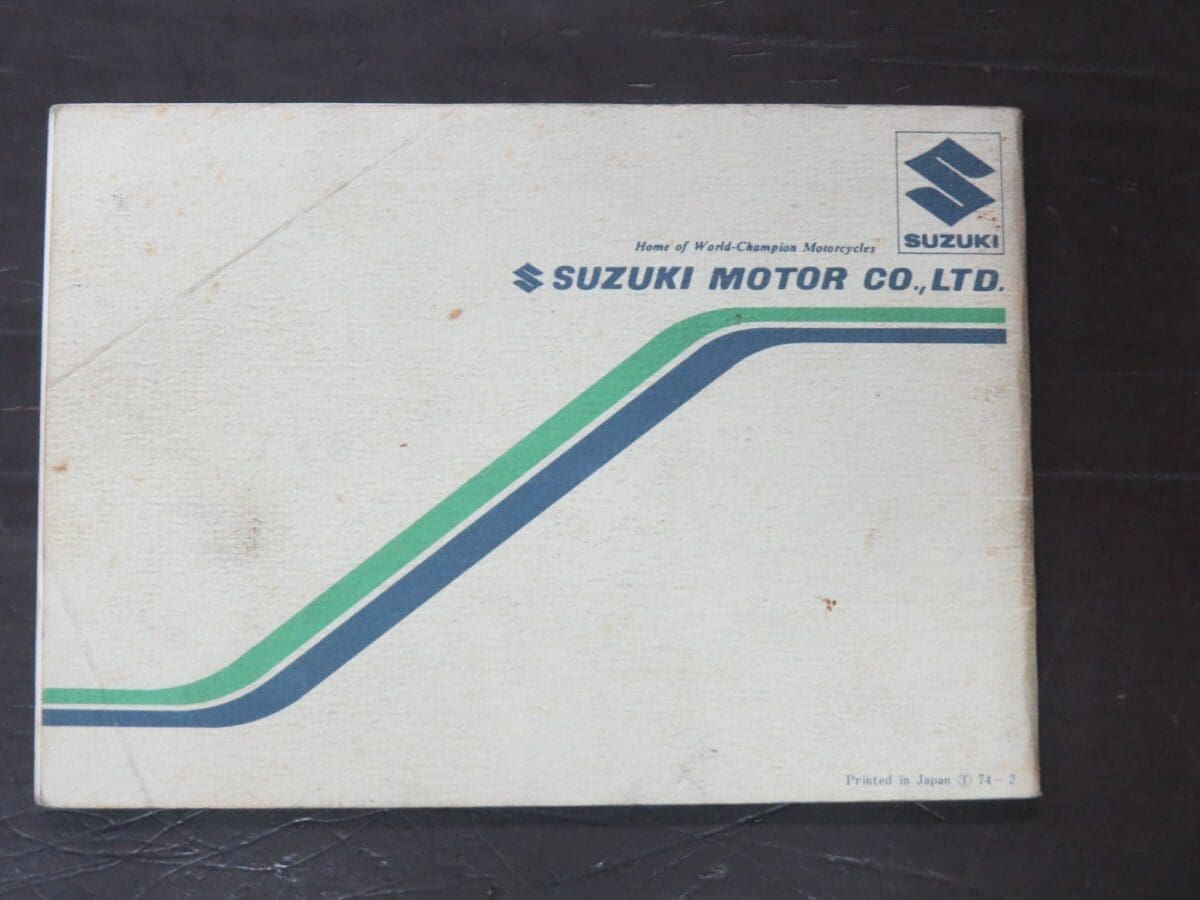 SUZUKI
Home of World-Champion Motorcycles
SUZUKI MOTOR CO., LTD.
Printed in Japan Ⓣ 74-2